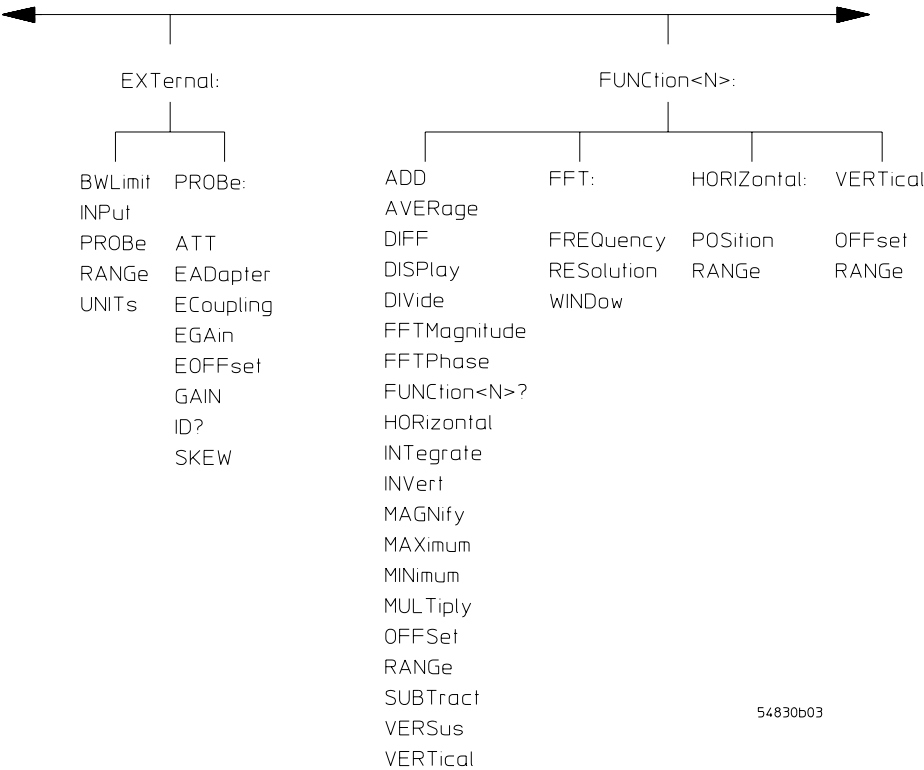 EXTernal:
FUNCtion<N>:
BWLimit
INPut
PROBe
RANGe
UNITs
PROBe:
ATT
EADapter
ECoupling
EGAin
EOFFset
GAIN
ID?
SKEW
ADD
AVERage
DIFF
DISPlay
DIVide
FFTMagnitude
FFTPhase
FUNCtion<N>?
HORizontal
INTegrate
INVert
MAGNify
MAXimum
MINimum
MULTiply
OFFSet
RANGe
SUBTract
VERSus
VERTical
FFT:
FREQuency
RESolution
WINDow
HORIZontal:
POSition
RANGe
VERTical
OFFset
RANGe
54830b03